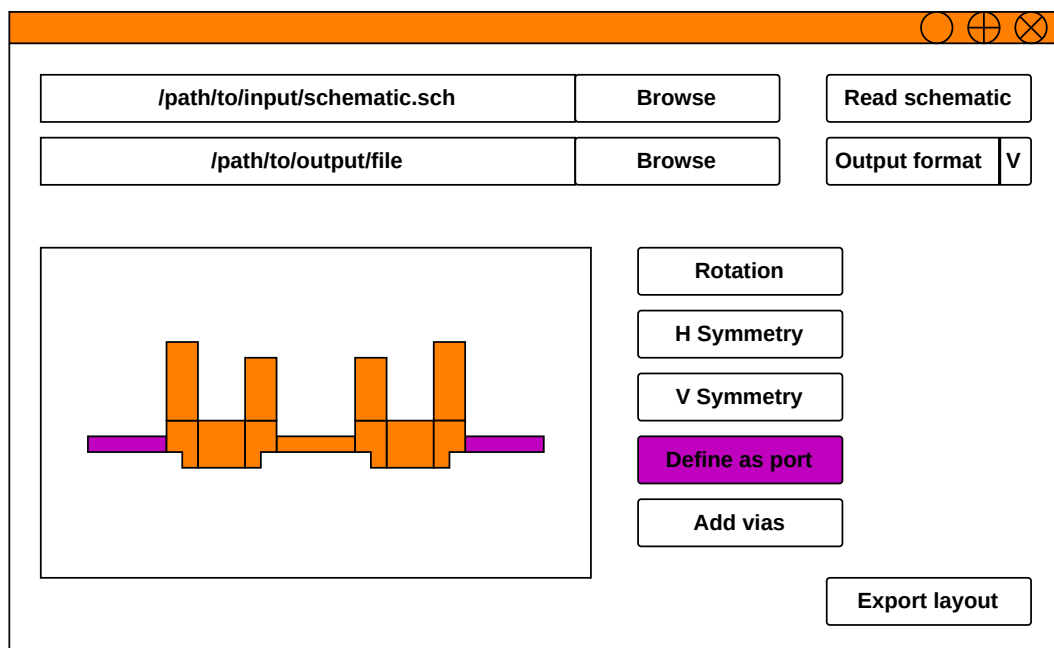 /path/to/input/schematic.sch Browse Read schematic
/path/to/output/file Browse Output format V
Rotation
H Symmetry
V Symmetry
Define as port
Add vias
Export layout